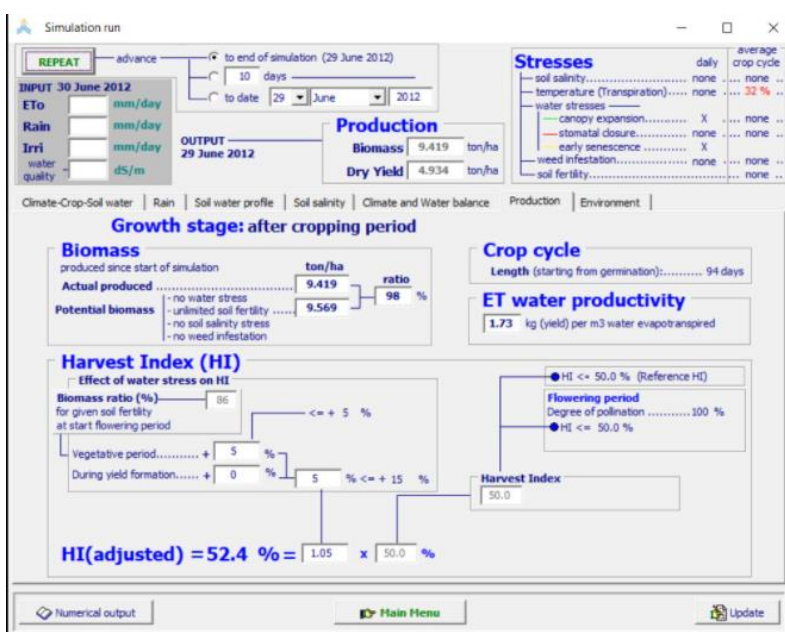 Simulation run
REPEAT advance to end of simulation (29 June 2012)
10 days
to date 29 June 2012
INPUT 30 June 2012
ETo mm/day
Rain mm/day
Irri mm/day
water quality dS/m
OUTPUT
29 June 2012
Production
Biomass 9.419 ton/ha
Dry Yield 4.934 ton/ha
Stresses daily average crop cycle
soil salinity none none
temperature (Transpiration) none 32 %
water stresses
canopy expansion X none
stomatal closure none
early senescence X
weed infestation none none
soil fertility none
Climate-Crop-Soil water Rain Soil water profile Soil salinity Climate and Water balance Production Environment
Growth stage: after cropping period
Biomass
produced since start of simulation ton/ha
Actual produced 9.419 ratio
98 %
Potential biomass - no water stress
- unlimited soil fertility 9.569
- no soil salinity stress
- no weed infestation
Crop cycle
Length (starting from germination): 94 days
ET water productivity
1.73 kg (yield) per m3 water evapotranspired
Harvest Index (HI)
Effect of water stress on HI
Biomass ratio (%) 86
for given soil fertility
at start flowering period
<= + 5 %
Vegetative period + 5 %
During yield formation + 0 % 5 % <= + 15 %
HI <= 50.0 % (Reference HI)
Flowering period
Degree of pollination 100 %
HI <= 50.0 %
Harvest Index
50.0
HI(adjusted) = 52.4 % = 1.05 x 50.0 %
Numerical output Main Menu Update